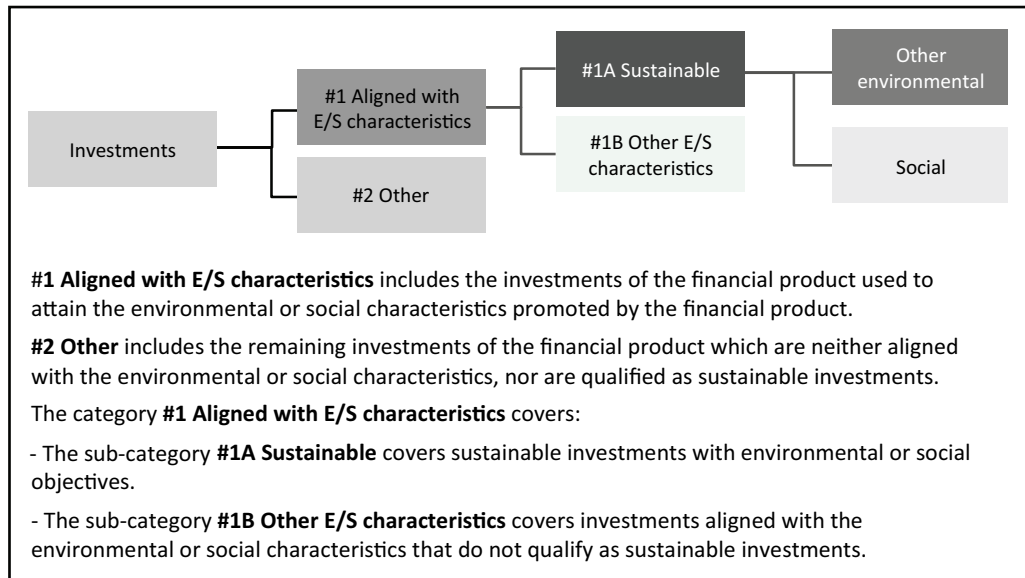 Investments
#1 Aligned with
E/S characteristics
#2 Other
#1A Sustainable
#1B Other E/S
characteristics
Other
environmental
Social
#1 Aligned with E/S characteristics includes the investments of the financial product used to
attain the environmental or social characteristics promoted by the financial product.
#2 Other includes the remaining investments of the financial product which are neither aligned
with the environmental or social characteristics, nor are qualified as sustainable investments.
The category #1 Aligned with E/S characteristics covers:
- The sub-category #1A Sustainable covers sustainable investments with environmental or social
objectives.
- The sub-category #1B Other E/S characteristics covers investments aligned with the
environmental or social characteristics that do not qualify as sustainable investments.